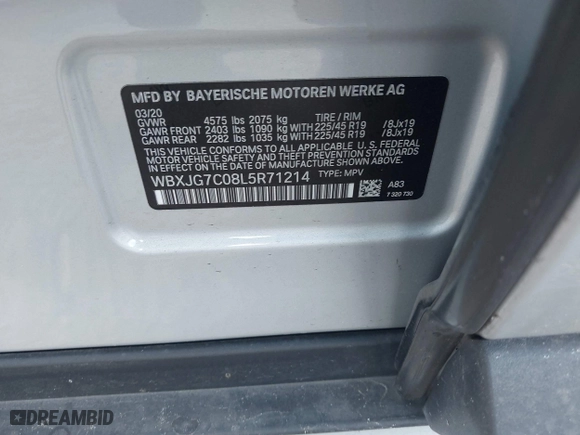 MFD BY BAYERISCHE MOTOREN WERKE AG
03/20
GVWR 4575 lbs 2075 kg TIRE / RIM
GAWR FRONT 2403 lbs 1090 kg WITH 225/45 R19 /8Jx19
GAWR REAR 2282 lbs 1035 kg WITH 225/45 R19 /8Jx19
THIS VEHICLE CONFORMS TO ALL APPLICABLE U.S. FEDERAL
MOTOR VEHICLE SAFETY, BUMPER, AND THEFT PREVENTION
STANDARDS IN EFFECT ON THE DATE OF MANUFACTURE SHOWN ABOVE.
WBXJG7C08L5R71214 TYPE: MPV
A83
7 320 730
DREAMBID